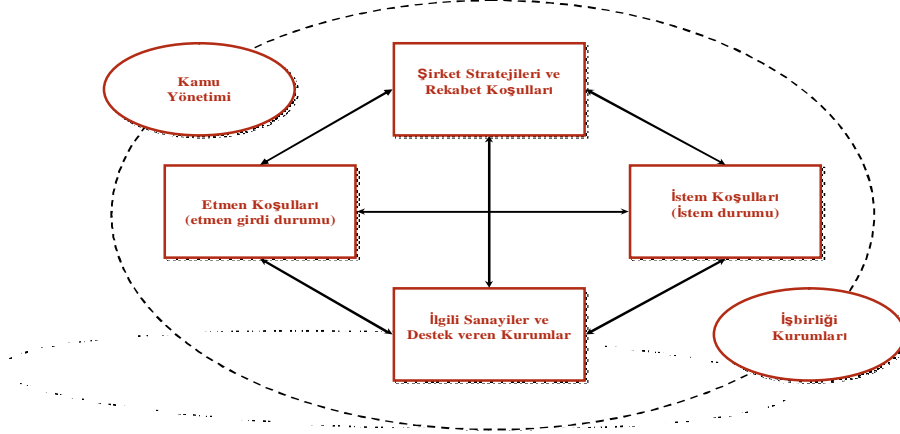 Kamu
Yönetimi
Şirket Stratejileri ve
Rekabet Koşulları
Etmen Koşulları
(etmen girdi durumu)
İstem Koşulları
(İstem durumu)
İlgili Sanayiler ve
Destek veren Kurumlar
İşbirliği
Kurumları